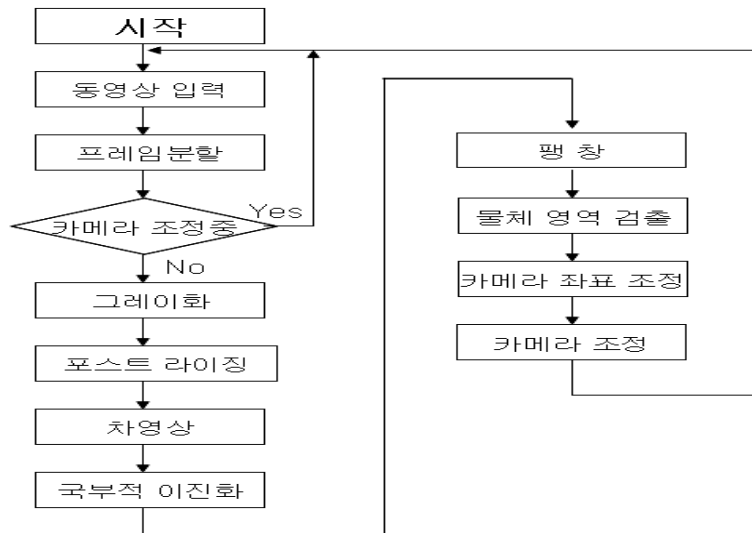 시작
동영상 입력
프레임분할
카메라 조정중
Yes
No
그레이화
포스트 라이징
차영상
국부적 이진화
팽 창
물체 영역 검출
카메라 좌표 조정
카메라 조정